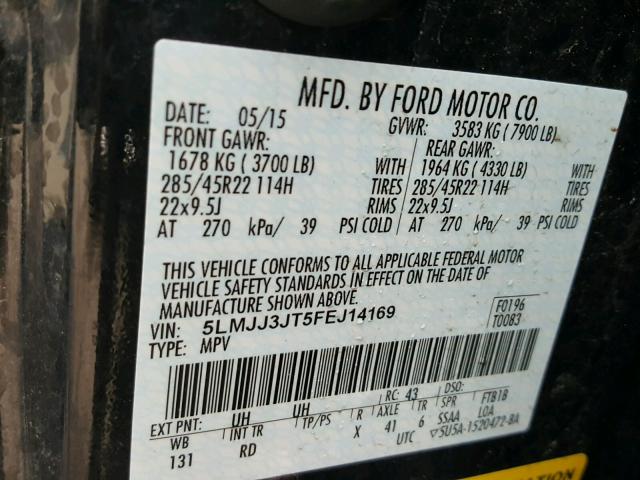 MFD. BY FORD MOTOR CO.
DATE: 05/15 GVWR: 3583 KG ( 7900 LB)
FRONT GAWR: REAR GAWR:
1678 KG ( 3700 LB) WITH 1964 KG ( 4330 LB) WITH
285/45R22 114H TIRES 285/45R22 114H TIRES
22x9.5J RIMS 22x9.5J RIMS
AT 270 kPa/ 39 PSI COLD AT 270 kPa/ 39 PSI COLD
THIS VEHICLE CONFORMS TO ALL APPLICABLE FEDERAL MOTOR
VEHICLE SAFETY STANDARDS IN EFFECT ON THE DATE OF
MANUFACTURE SHOWN ABOVE.
VIN: 5LMJJ3JT5FEJ14169 F0196
TYPE: MPV T0083
EXT PNT: UH UH RC: 43 DSO:
WB INT TR TP/PS R AXLE TR SPR FTB1B
131 RD X 41 6 SSAA LOA
UTC 5U5A-1520472-BA